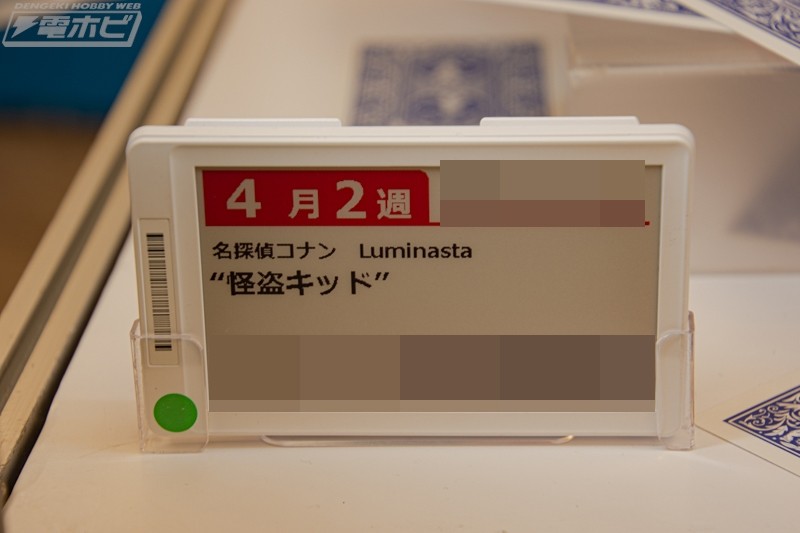 DENGEKI HOBBY WEB
電ホビ
4月2週
名探偵コナン Luminasta
“怪盗キッド”